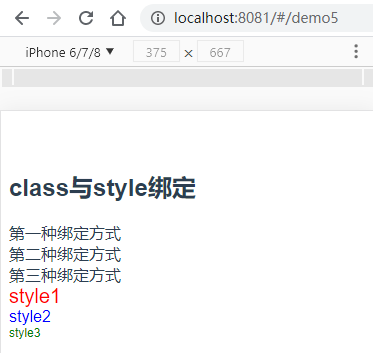 localhost:8081/#/demo5
iPhone 6/7/8 ▼ 375 × 667
class与style绑定
第一种绑定方式
第二种绑定方式
第三种绑定方式
style1
style2
style3